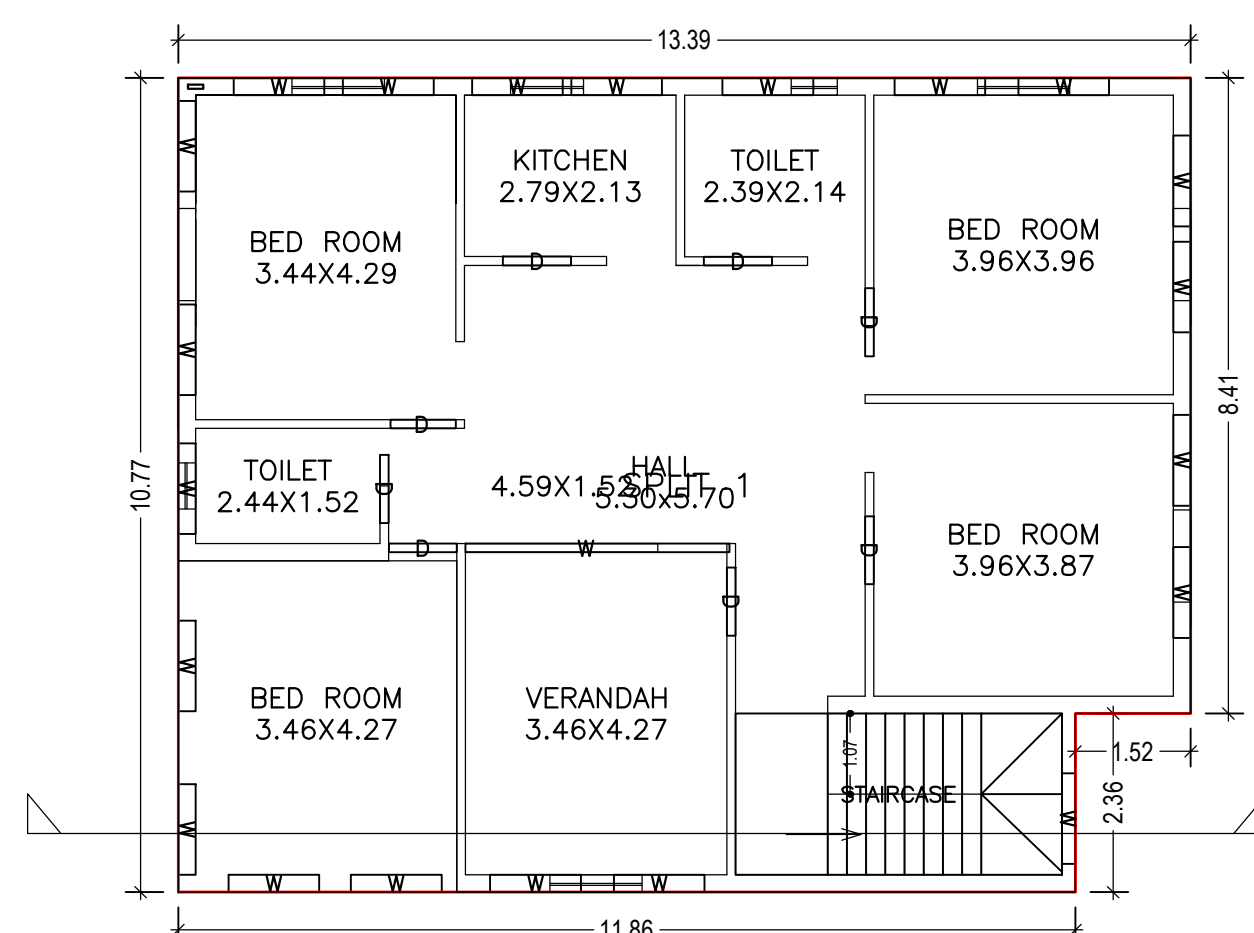 13.39
W W W W W W W
W
KITCHEN
2.79X2.13
TOILET
2.39X2.14
W
BED ROOM
3.44X4.29
BED ROOM
3.96X3.96
D D
W
D
W
8.41
D
10.77
TOILET
2.44X1.52
W
D
HALL
4.59X1.52
SPLIT 1
5.30x5.70
W
BED ROOM
3.96X3.87
D W D
W
D
W
BED ROOM
3.46X4.27
VERANDAH
3.46X4.27
1.07
1.52
STAIRCASE
2.36
W
W
W W W W
11.86